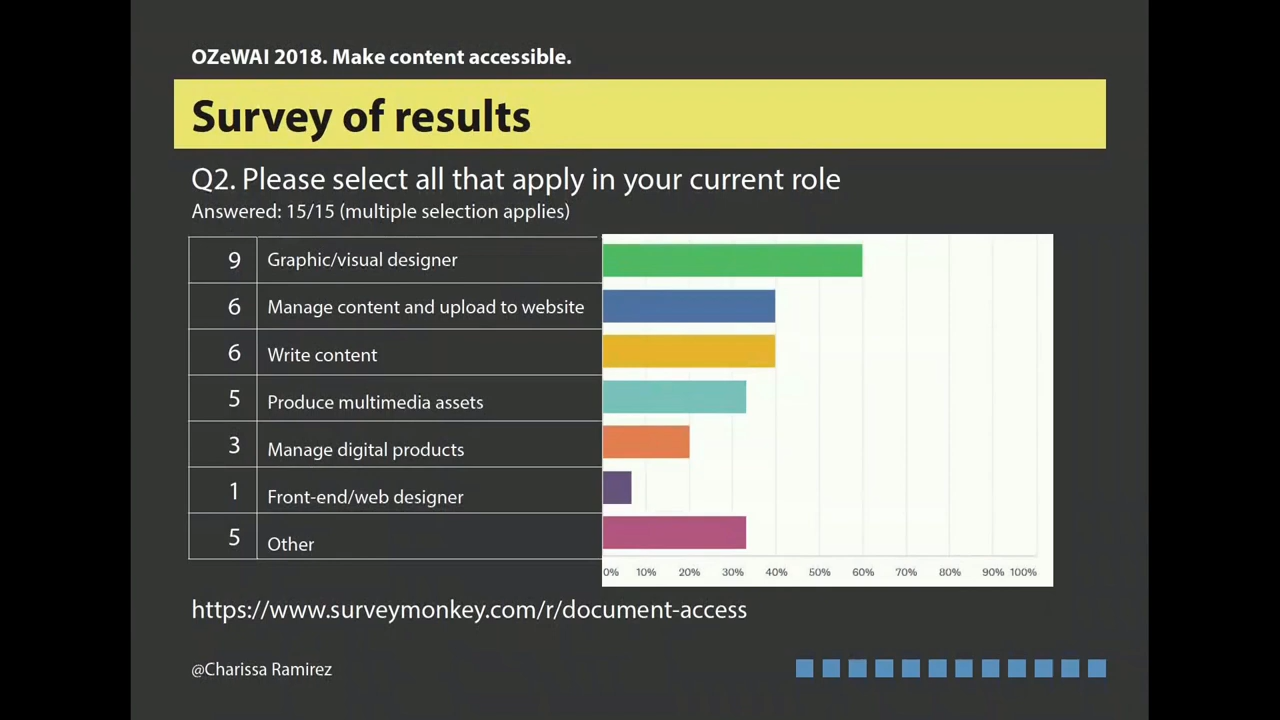 OZeWAI 2018. Make content accessible.
Survey of results
Q2. Please select all that apply in your current role
Answered: 15/15 (multiple selection applies)
9 Graphic/visual designer
6 Manage content and upload to website
6 Write content
5 Produce multimedia assets
3 Manage digital products
1 Front-end/web designer
5 Other
0% 10% 20% 30% 40% 50% 60% 70% 80% 90% 100%
https://www.surveymonkey.com/r/document-access
@Charissa Ramirez